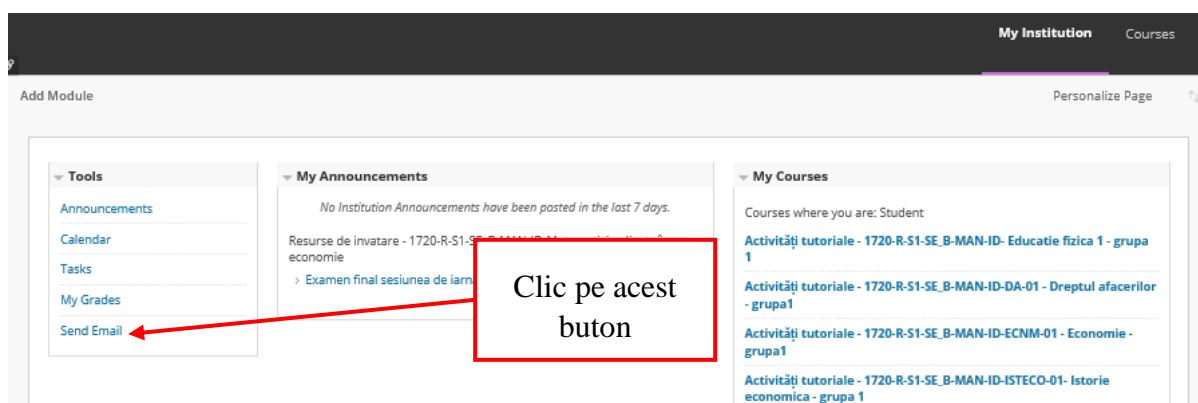 My Institution
Courses
Add Module
Personalize Page
Tools
Announcements
Calendar
Tasks
My Grades
Send Email
My Announcements
No Institution Announcements have been posted in the last 7 days.
Resurse de invatare - 1720-R-S1-SE_B-MAN-ID
economie
Examen final sesiunea de iarn
Clic pe acest
buton
My Courses
Courses where you are: Student
Activități tutoriale - 1720-R-S1-SE_B-MAN-ID- Educatie fizica 1 - grupa
1
Activități tutoriale - 1720-R-S1-SE_B-MAN-ID-DA-01 - Dreptul afacerilor
- grupa1
Activități tutoriale - 1720-R-S1-SE_B-MAN-ID-ECNM-01 - Economie -
grupa1
Activități tutoriale - 1720-R-S1-SE_B-MAN-ID-ISTECO-01- Istorie
economica - grupa 1